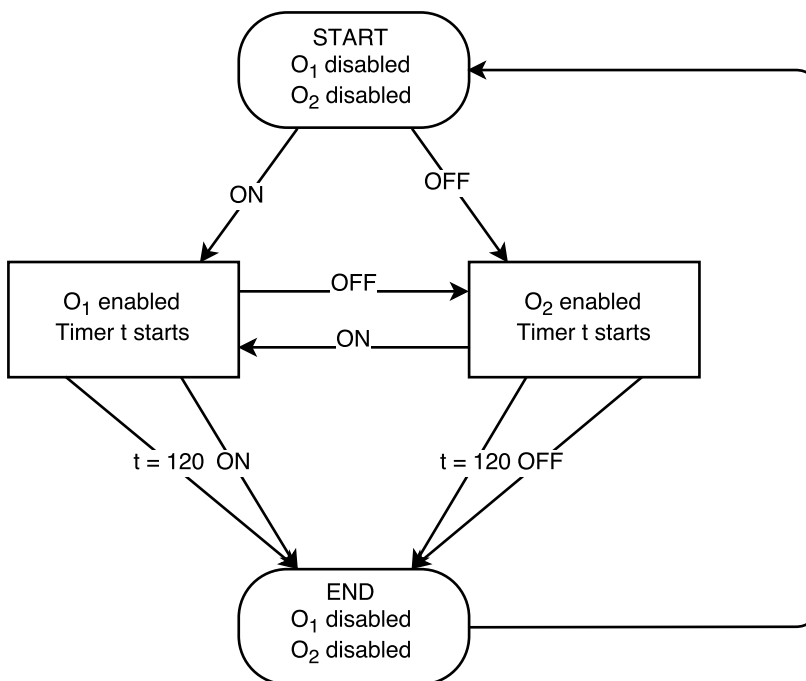 START
O₁ disabled
O₂ disabled
ON
OFF
O₁ enabled
Timer t starts
OFF
ON
O₂ enabled
Timer t starts
t = 120 ON
t = 120 OFF
END
O₁ disabled
O₂ disabled